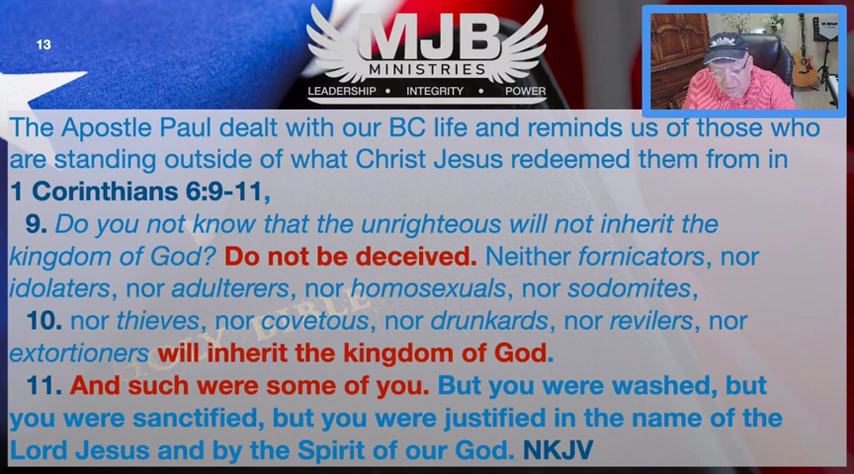 13
MJB
MINISTRIES
LEADERSHIP • INTEGRITY • POWER
The Apostle Paul dealt with our BC life and reminds us of those who
are standing outside of what Christ Jesus redeemed them from in
1 Corinthians 6:9-11,
9. Do you not know that the unrighteous will not inherit the
kingdom of God? Do not be deceived. Neither fornicators, nor
idolaters, nor adulterers, nor homosexuals, nor sodomites,
10. nor thieves, nor covetous, nor drunkards, nor revilers, nor
extortioners will inherit the kingdom of God.
11. And such were some of you. But you were washed, but
you were sanctified, but you were justified in the name of the
Lord Jesus and by the Spirit of our God. NKJV
HOLY BIBLE